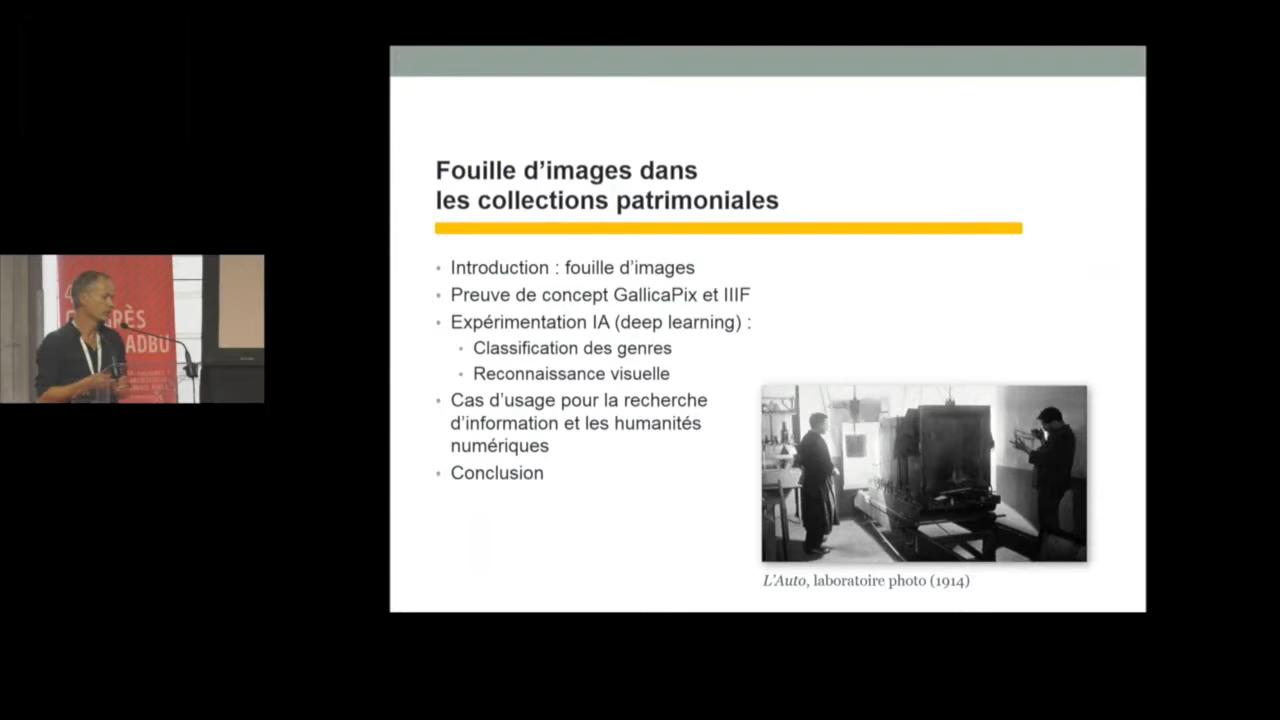 Fouille d’images dans
les collections patrimoniales
• Introduction : fouille d’images
• Preuve de concept GallicaPix et IIIF
• Expérimentation IA (deep learning) :
• Classification des genres
• Reconnaissance visuelle
• Cas d’usage pour la recherche
d’information et les humanités
numériques
• Conclusion
L’Auto, laboratoire photo (1914)
ADBU